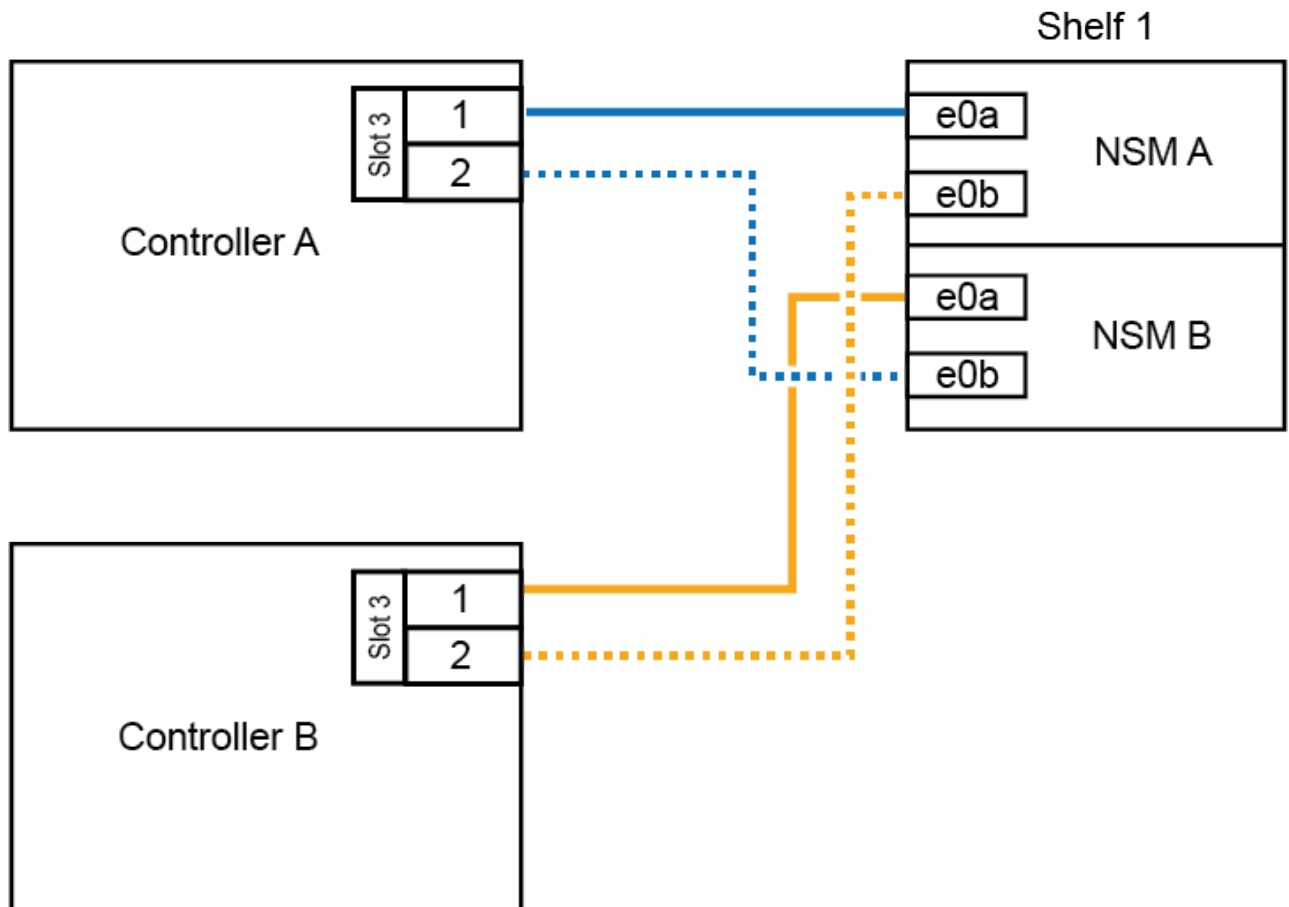 Shelf 1
Slot 3
1
2
Controller A
e0a
e0b
NSM A
e0a
e0b
NSM B
Slot 3
1
2
Controller B